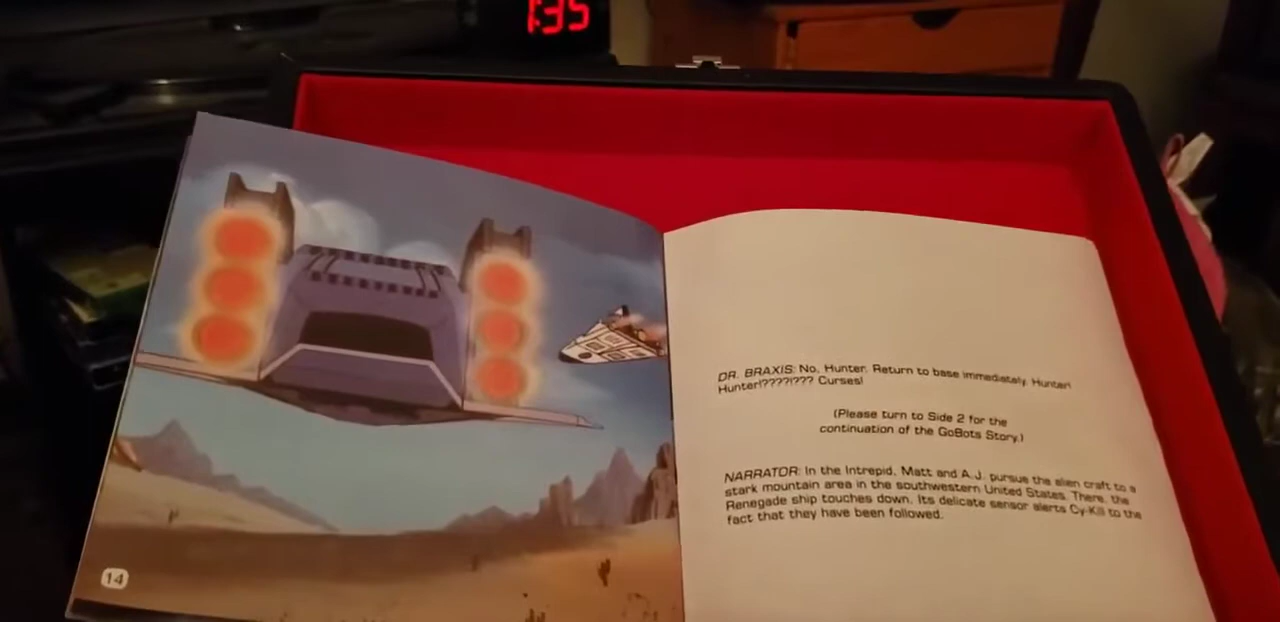 1:35
14
DR. BRAXIS: No, Hunter. Return to base immediately. Hunter!
Hunter!????!??? Curses!
(Please turn to Side 2 for the
continuation of the GoBots Story.)
NARRATOR: In the Intrepid, Matt and A.J. pursue the alien craft to a
stark mountain area in the southwestern United States. There, the
Renegade ship touches down. Its delicate sensor alerts Cy-Kill to the
fact that they have been followed.